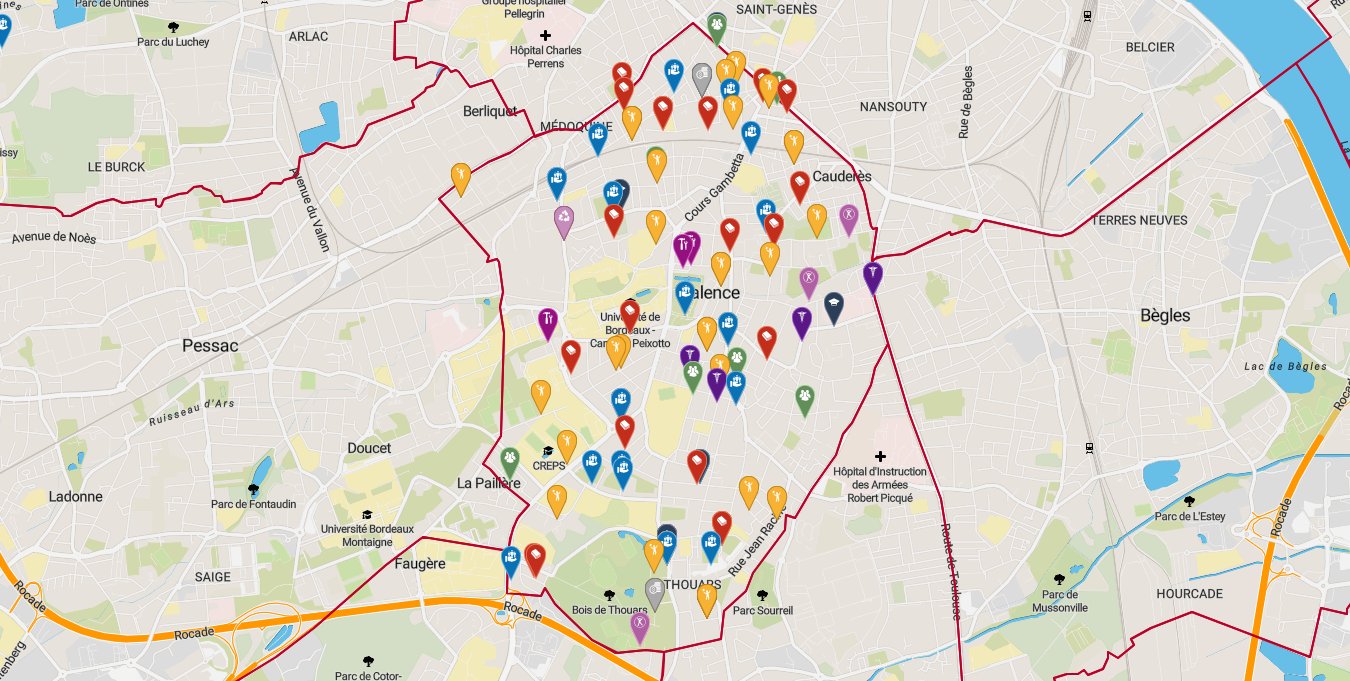 Parc de Ontines
Groupe hospitalier
Pellegrin
SAINT-GENÈS
ARLAC
Parc du Luchey
Hôpital Charles
Perrens
BELCIER
Berliquet
MÉDOQUINE
NANSOUTY
Rue de Bègles
LE BURCK
Avenue du Vallon
Cours Gambetta
Cauderès
TERRES NEUVES
Avenue de Noès
alence
Université de
Bordeaux -
Peixotto
Bègles
Pessac
Lac de Bègles
Ruisseau d'Ars
Doucet
CREPS
La Paillère
Hôpital d'Instruction
des Armées
Robert Picqué
Ladonne
Parc de Fontaudin
Université Bordeaux
Montaigne
Parc de L'Estey
Rocade
Rocade
Rue Jean Racine
Route de Toulouse
Faugère
SAIGE
THOUARS
Bois de Thouars
Parc Sourreil
Parc de
Mussonville
HOURCADE
Rocade
Rocade
Rocade
Parc de Cotor-